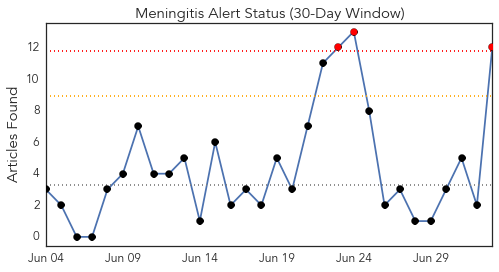 Meningitis Alert Status (30-Day Window)
Articles Found
12
10
8
6
4
2
0
Jun 04 Jun 09 Jun 14 Jun 19 Jun 24 Jun 29